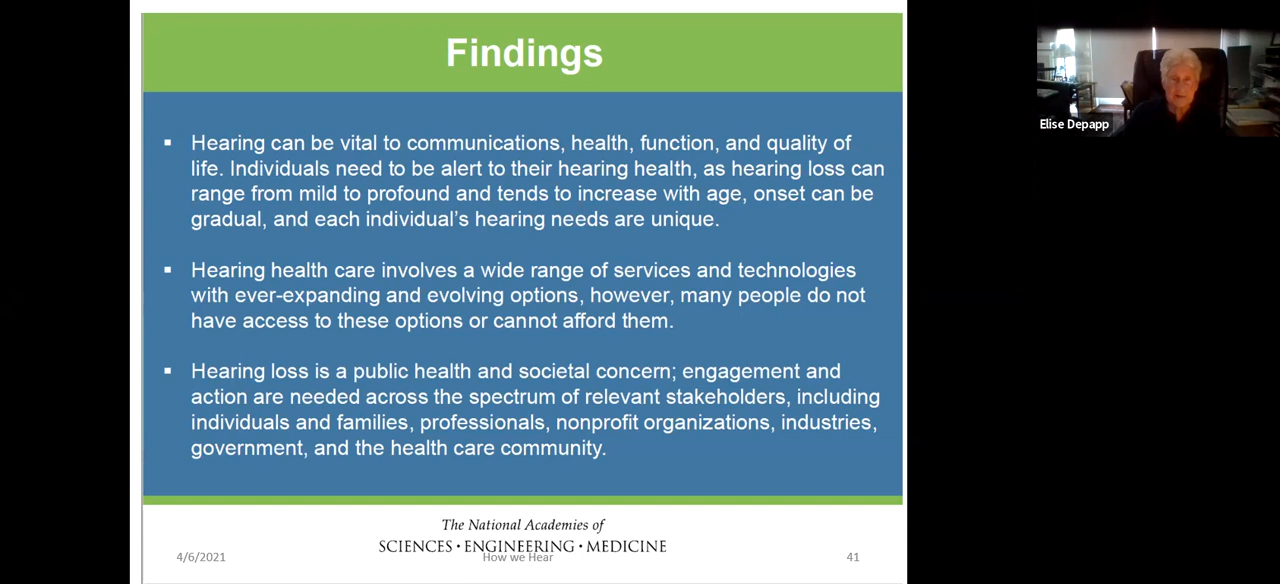 Findings
▪ Hearing can be vital to communications, health, function, and quality of
life. Individuals need to be alert to their hearing health, as hearing loss can
range from mild to profound and tends to increase with age, onset can be
gradual, and each individual’s hearing needs are unique.
▪ Hearing health care involves a wide range of services and technologies
with ever-expanding and evolving options, however, many people do not
have access to these options or cannot afford them.
▪ Hearing loss is a public health and societal concern; engagement and
action are needed across the spectrum of relevant stakeholders, including
individuals and families, professionals, nonprofit organizations, industries,
government, and the health care community.
The National Academies of
SCIENCES · ENGINEERING · MEDICINE
4/6/2021
How we Hear
41
Elise Depapp